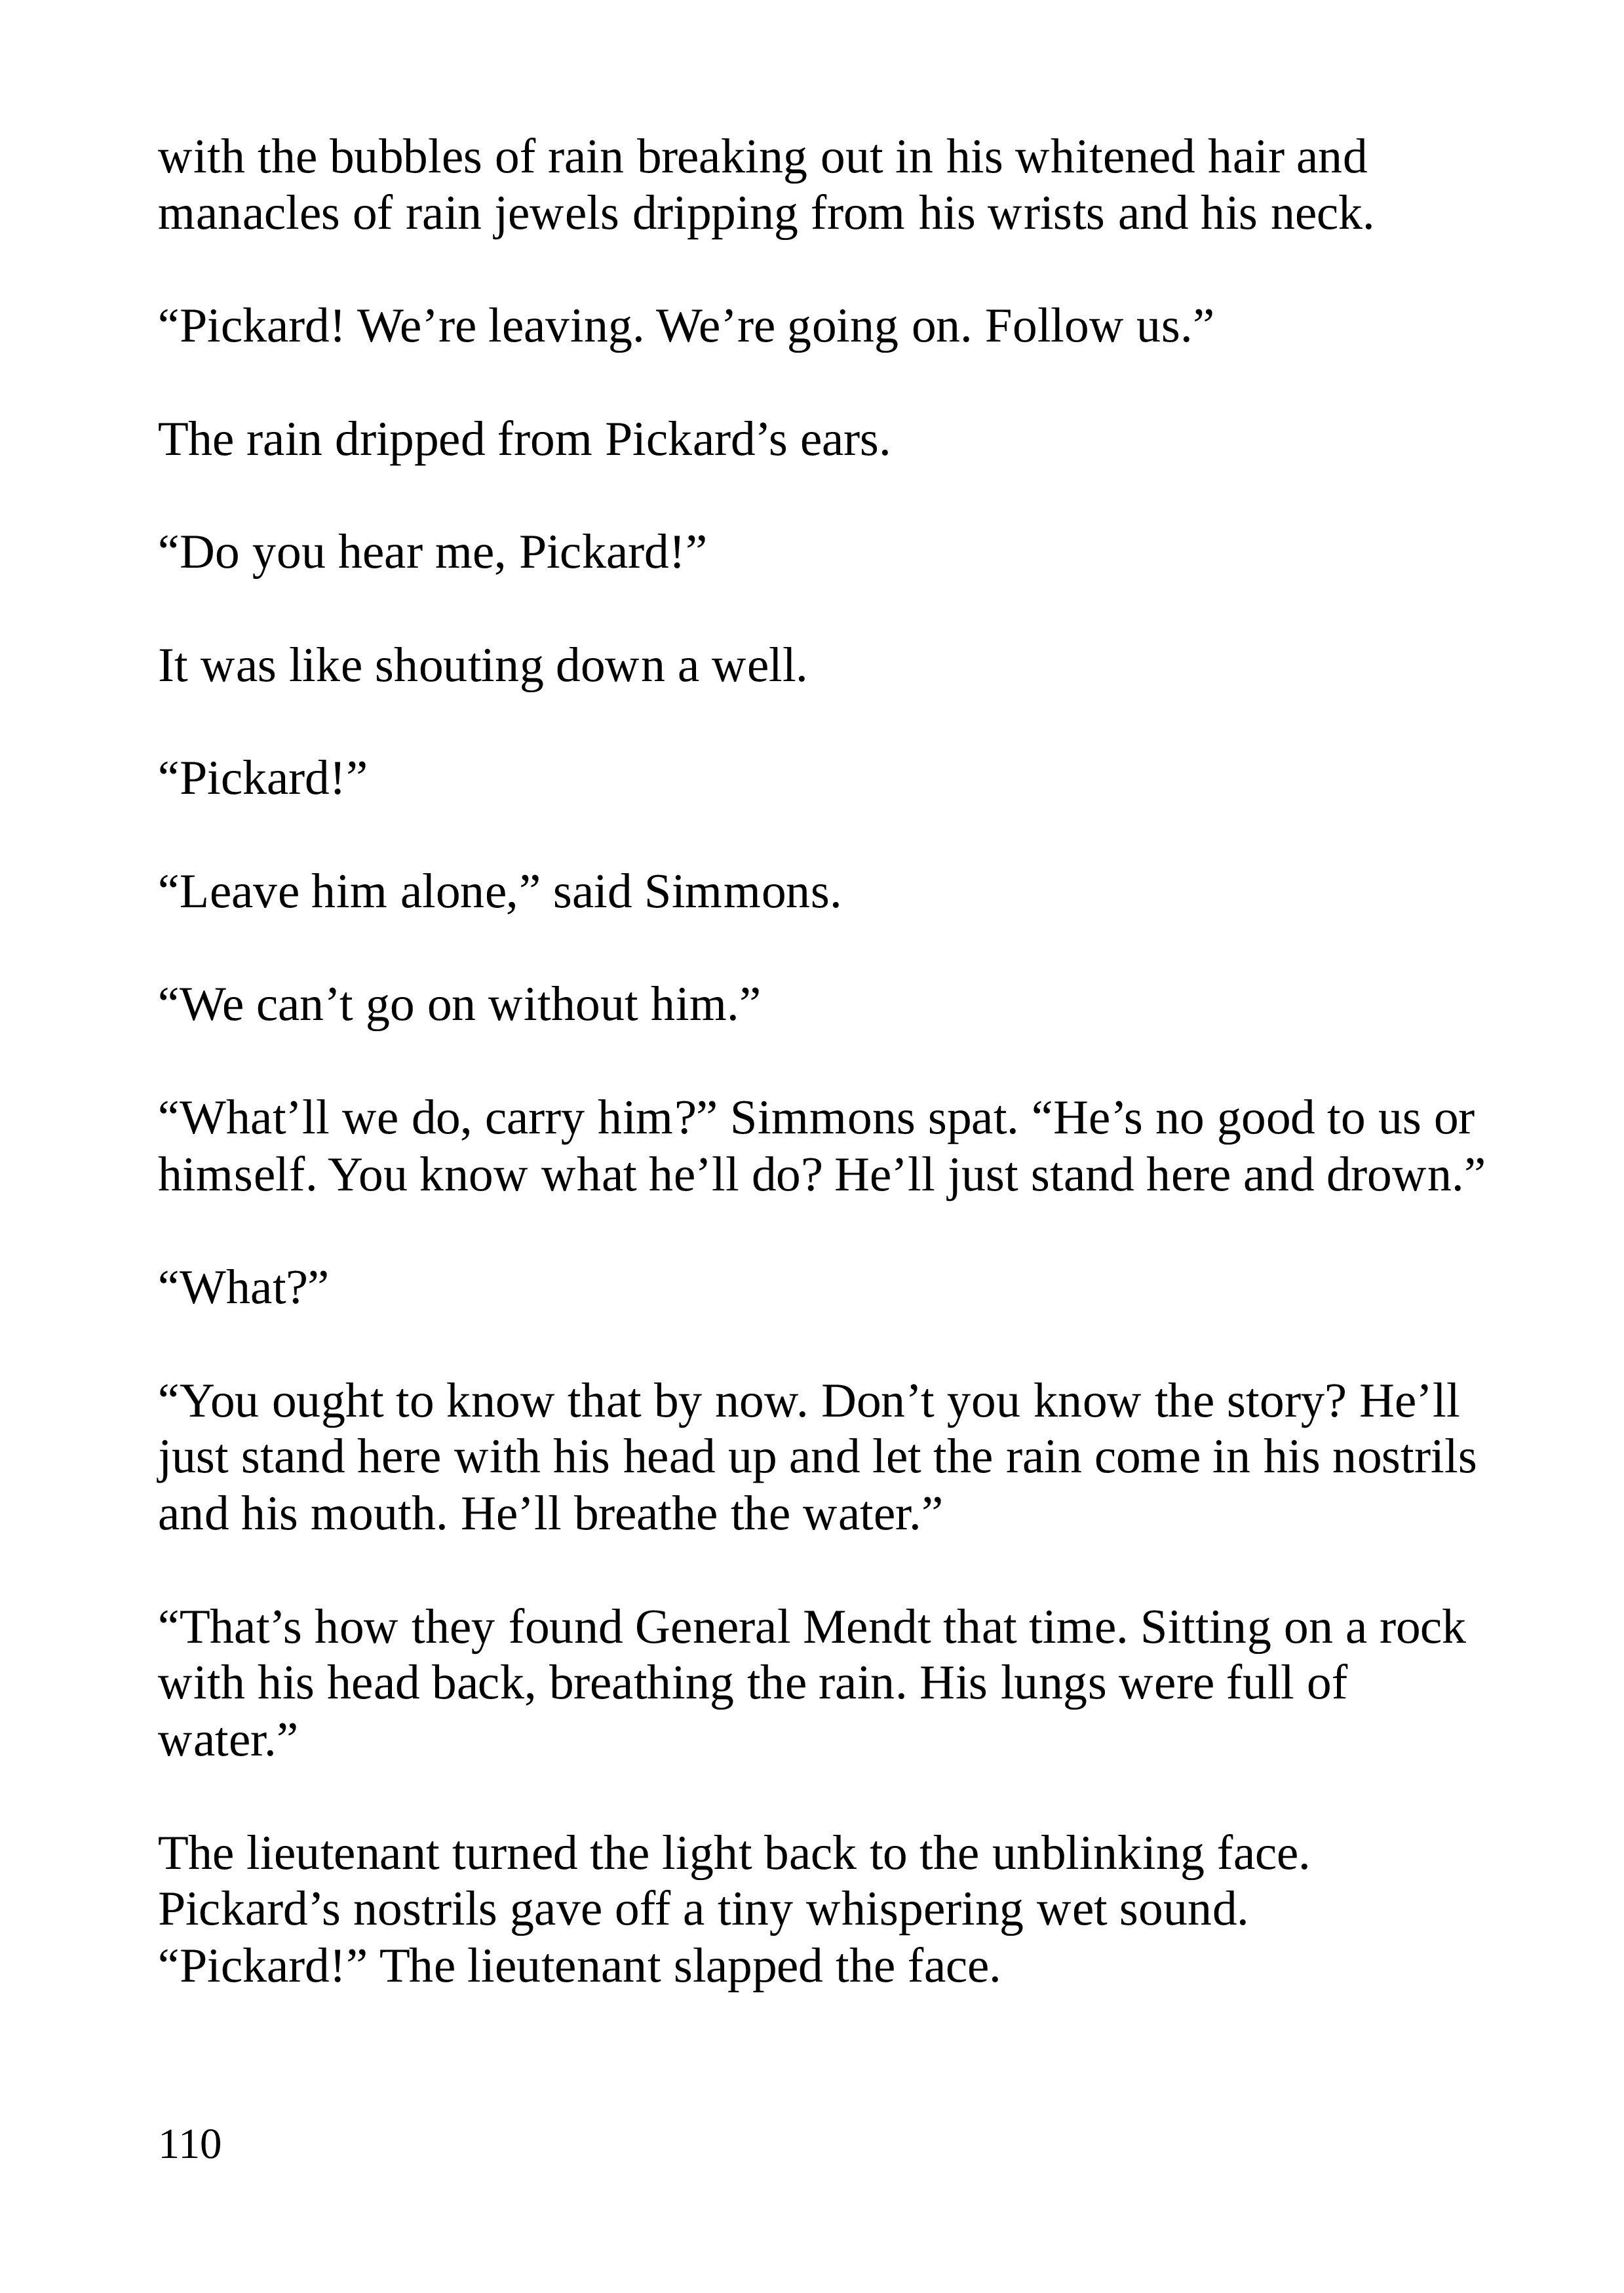 with the bubbles of rain breaking out in his whitened hair and
manacles of rain jewels dripping from his wrists and his neck.
“Pickard! We’re leaving. We’re going on. Follow us.”
The rain dripped from Pickard’s ears.
“Do you hear me, Pickard!”
It was like shouting down a well.
“Pickard!”
“Leave him alone,” said Simmons.
“We can’t go on without him.”
“What’ll we do, carry him?” Simmons spat. “He’s no good to us or
himself. You know what he’ll do? He’ll just stand here and drown.”
“What?”
“You ought to know that by now. Don’t you know the story? He’ll
just stand here with his head up and let the rain come in his nostrils
and his mouth. He’ll breathe the water.”
“That’s how they found General Mendt that time. Sitting on a rock
with his head back, breathing the rain. His lungs were full of
water.”
The lieutenant turned the light back to the unblinking face.
Pickard’s nostrils gave off a tiny whispering wet sound.
“Pickard!” The lieutenant slapped the face.
110